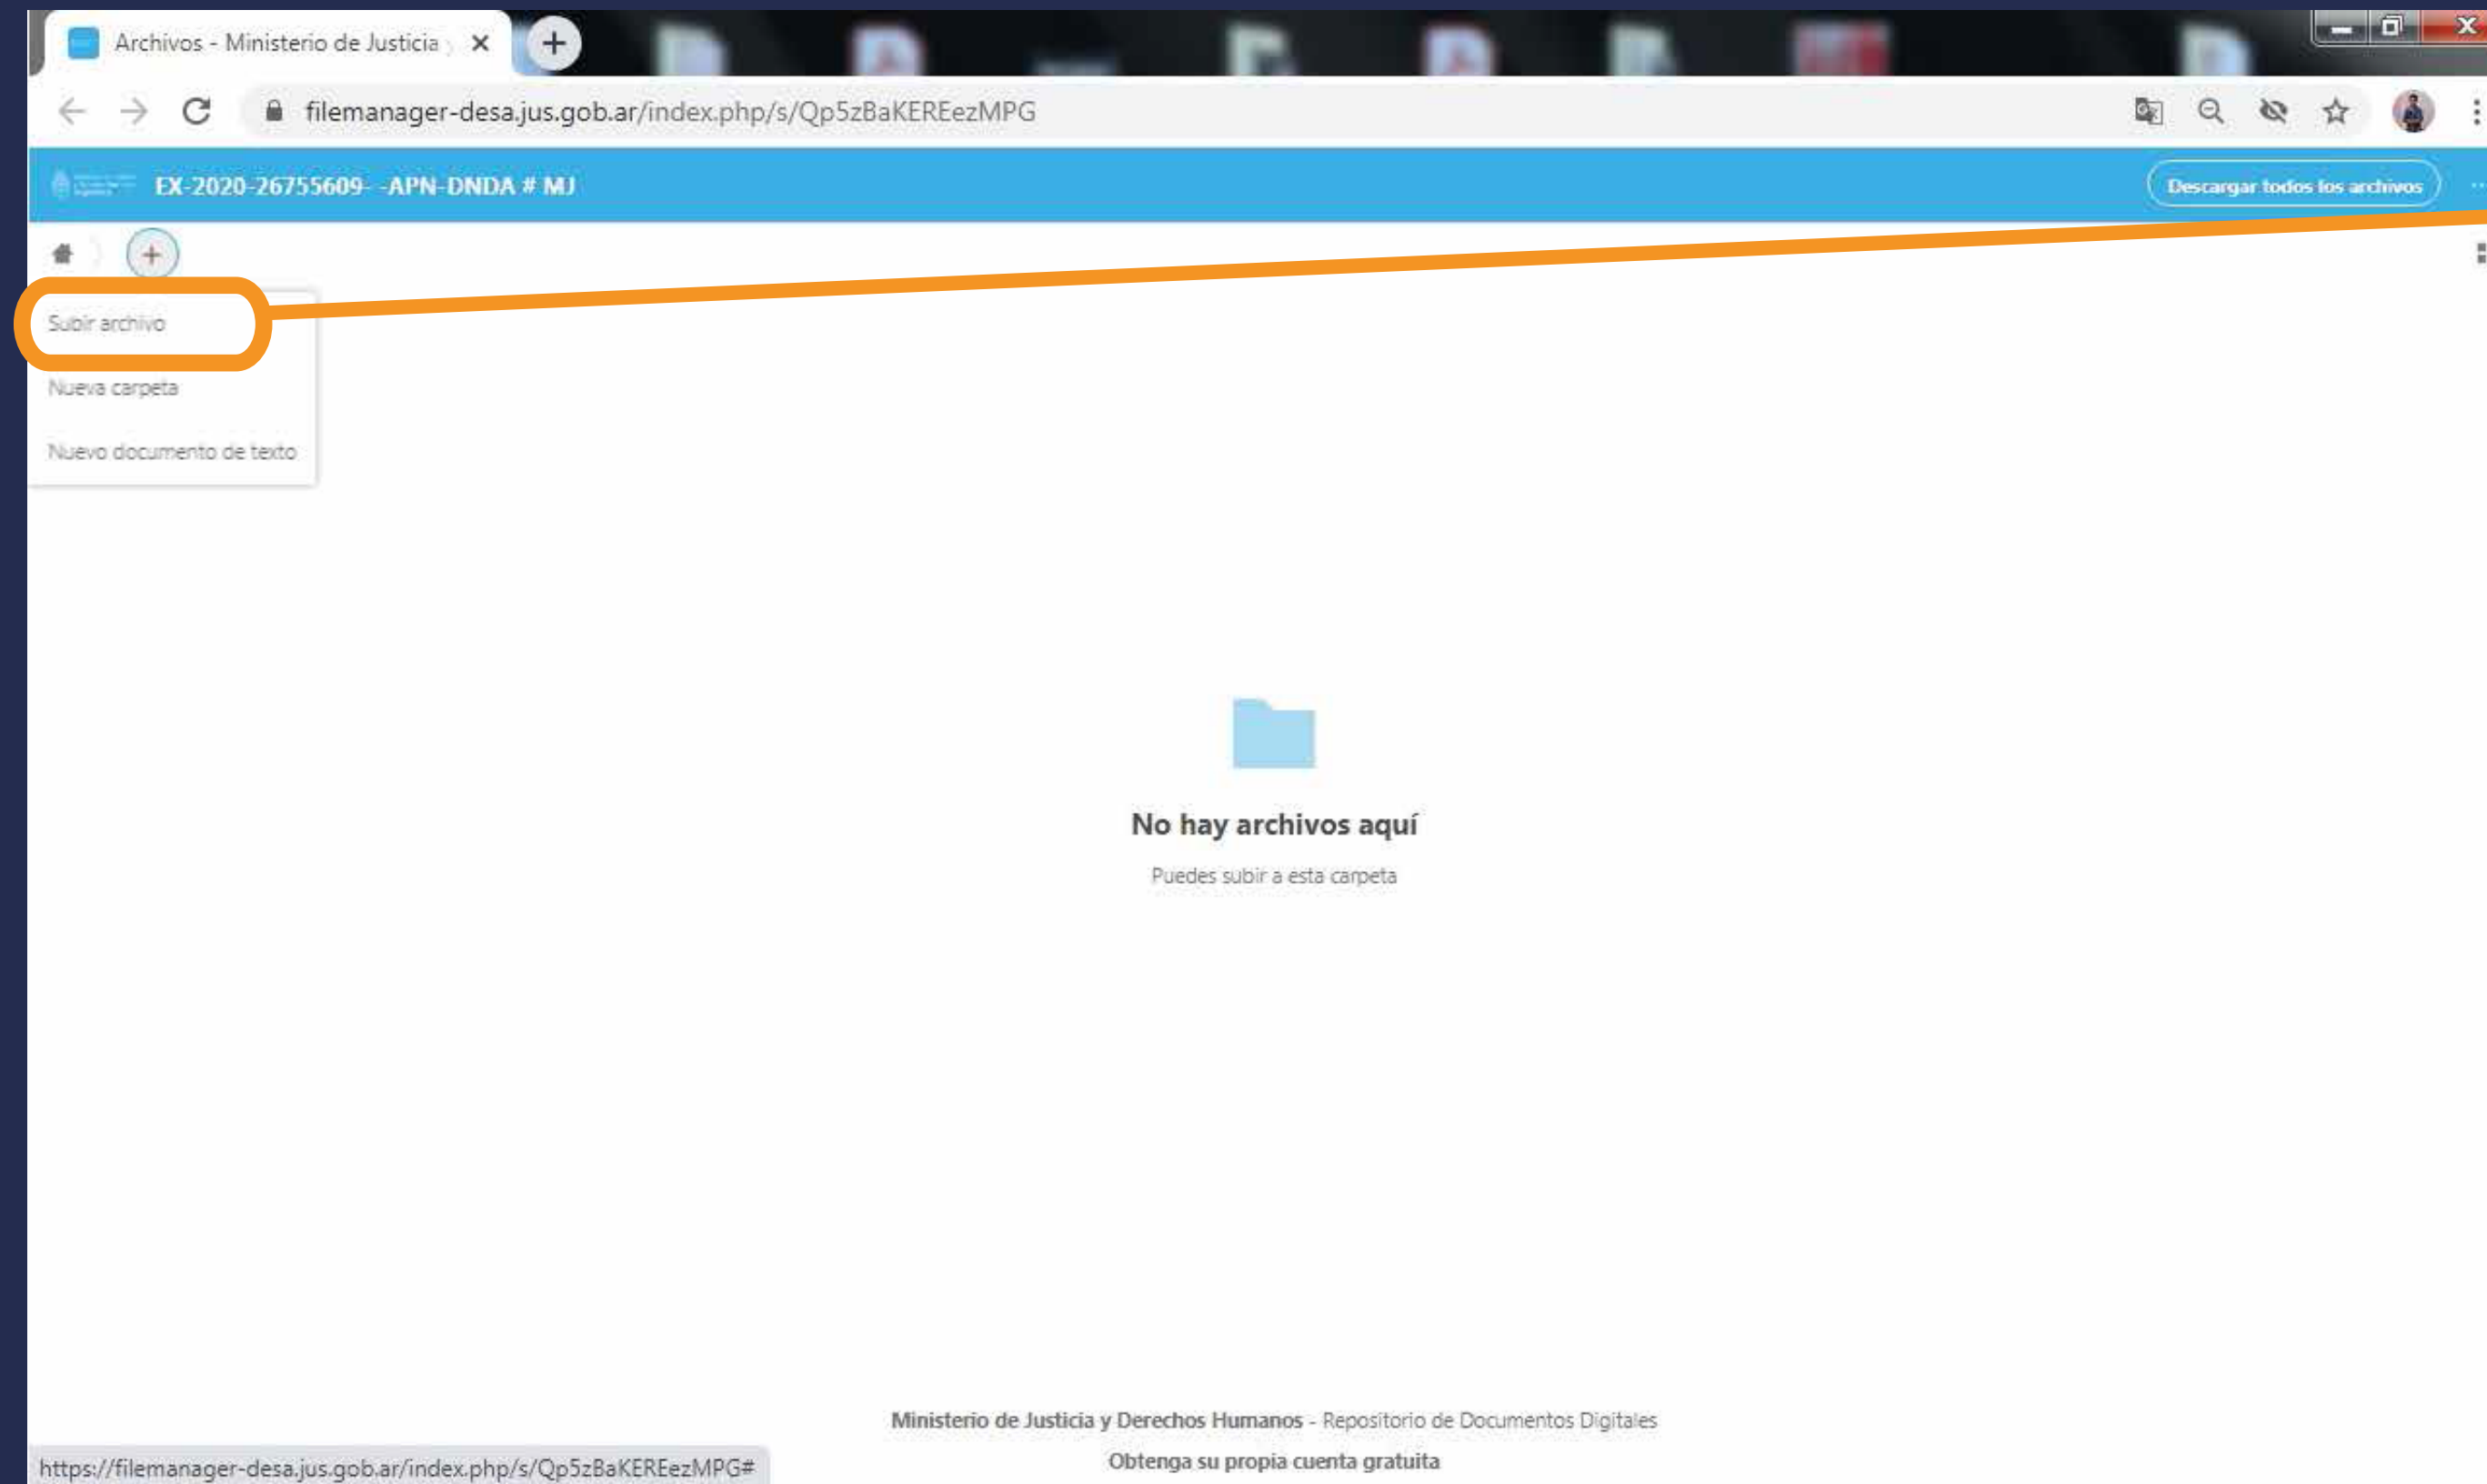 Archivos - Ministerio de Justicia y
filemanager-desa.jus.gob.ar/index.php/s/Qp5zBaKEREezMPG
EX-2020-26755609- -APN-DNDA # MJ
Descargar todos los archivos
Subir archivo
Nueva carpeta
Nuevo documento de texto
No hay archivos aquí
Puedes subir a esta carpeta
Ministerio de Justicia y Derechos Humanos - Repositorio de Documentos Digitales
Obtenga su propia cuenta gratuita
https://filemanager-desa.jus.gob.ar/index.php/s/Qp5zBaKEREezMPG#